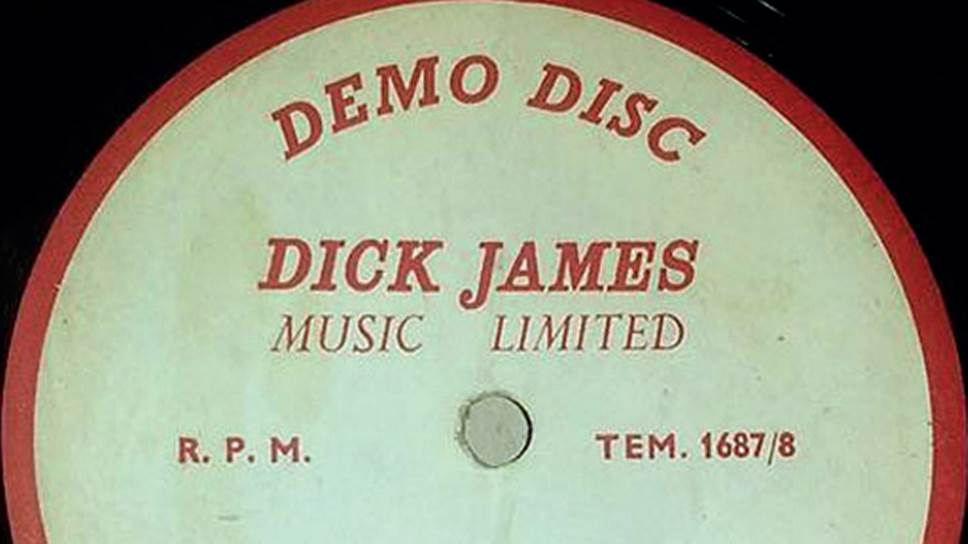 DEMO DISC
DICK JAMES
MUSIC LIMITED
R. P. M. TEM. 1687/8